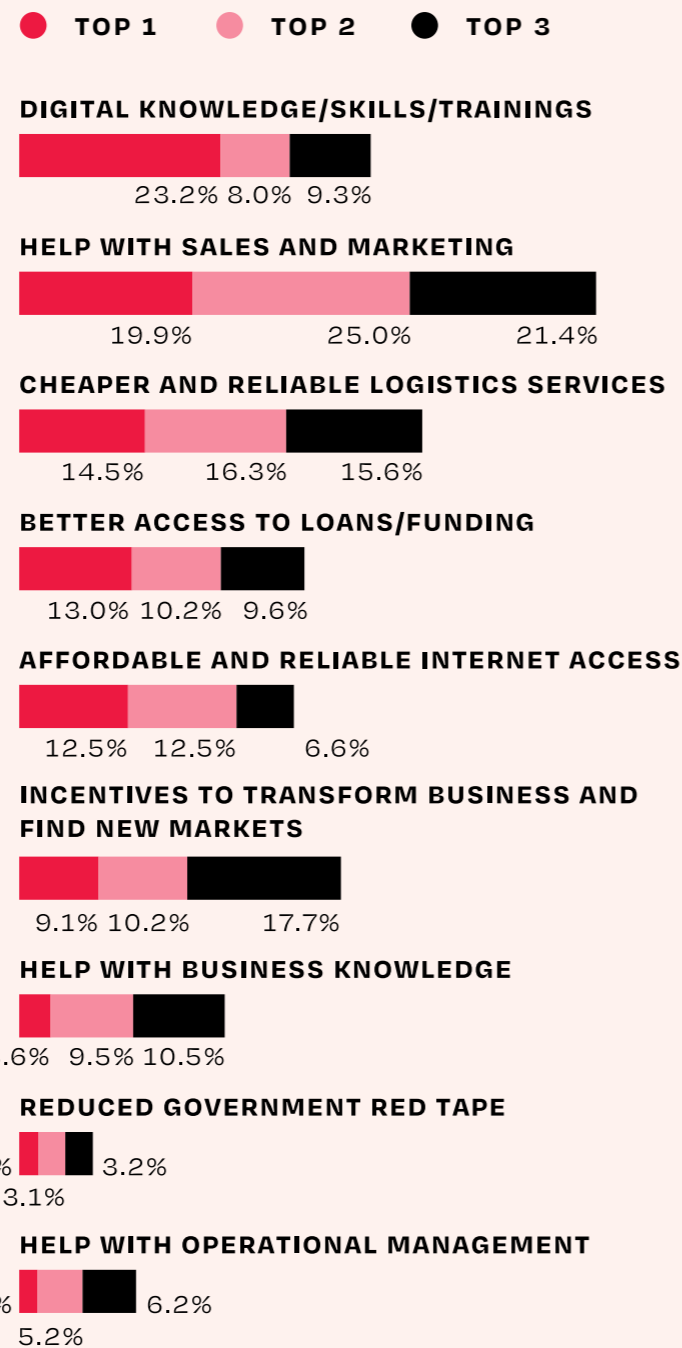 TOP 1 TOP 2 TOP 3
DIGITAL KNOWLEDGE/SKILLS/TRAININGS
23.2% 8.0% 9.3%
HELP WITH SALES AND MARKETING
19.9% 25.0% 21.4%
CHEAPER AND RELIABLE LOGISTICS SERVICES
14.5% 16.3% 15.6%
BETTER ACCESS TO LOANS/FUNDING
13.0% 10.2% 9.6%
AFFORDABLE AND RELIABLE INTERNET ACCESS
12.5% 12.5% 6.6%
INCENTIVES TO TRANSFORM BUSINESS AND
FIND NEW MARKETS
9.1% 10.2% 17.7%
HELP WITH BUSINESS KNOWLEDGE
.6% 9.5% 10.5%
REDUCED GOVERNMENT RED TAPE
% 3.2%
3.1%
HELP WITH OPERATIONAL MANAGEMENT
% 6.2%
5.2%